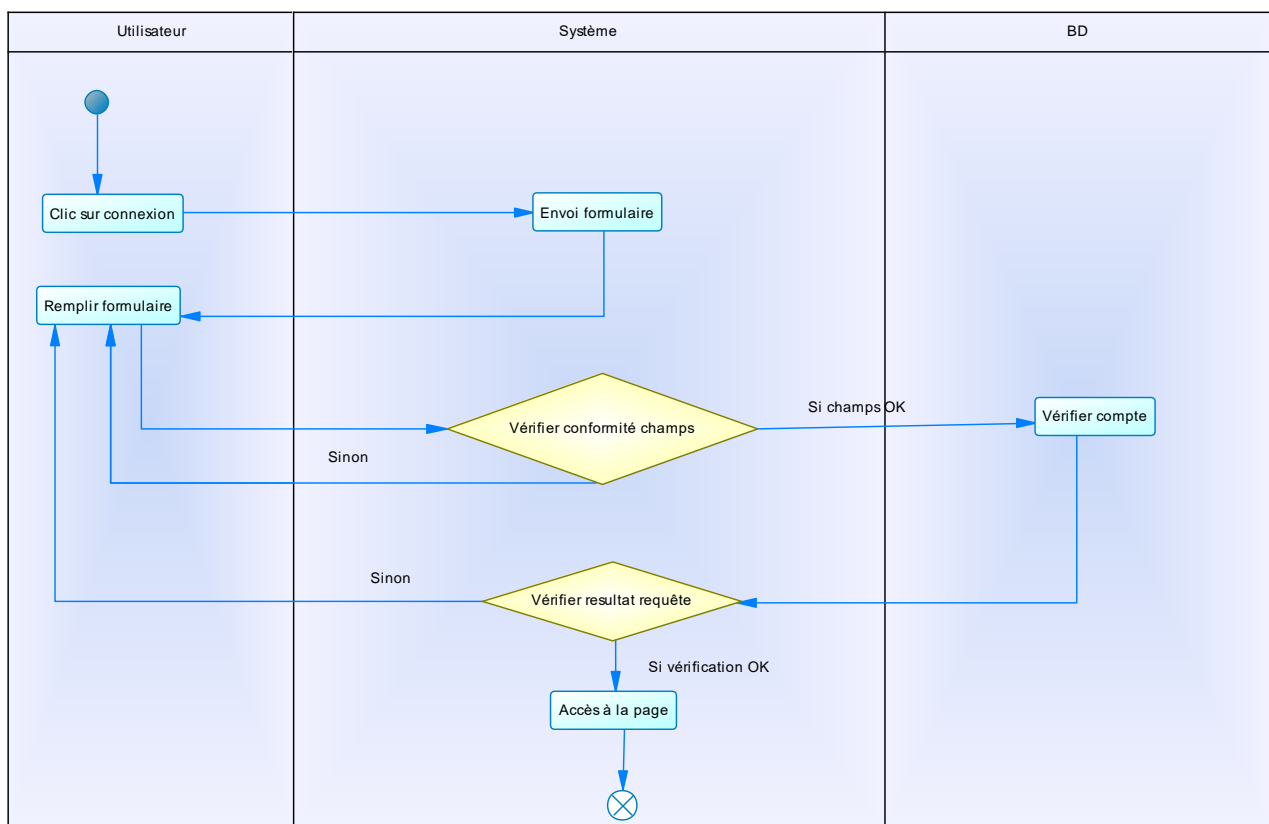 Utilisateur
Système
BD
Clic sur connexion
Envoi formulaire
Remplir formulaire
Si champs OK
Vérifier compte
Vérifier conformité champs
Sinon
Sinon
Vérifier resultat requête
Si vérification OK
Accès à la page